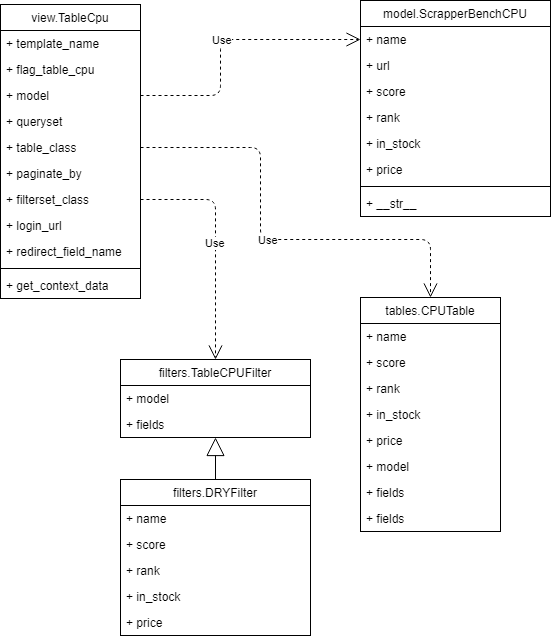 view.TableCpu
+ template_name
+ flag_table_cpu
+ model
+ queryset
+ table_class
+ paginate_by
+ filterset_class
+ login_url
+ redirect_field_name
+ get_context_data
Use
Use
Use
model.ScrapperBenchCPU
+ name
+ url
+ score
+ rank
+ in_stock
+ price
+ __str__
tables.CPUTable
+ name
+ score
+ rank
+ in_stock
+ price
+ model
+ fields
+ fields
filters.TableCPUFilter
+ model
+ fields
filters.DRYFilter
+ name
+ score
+ rank
+ in_stock
+ price